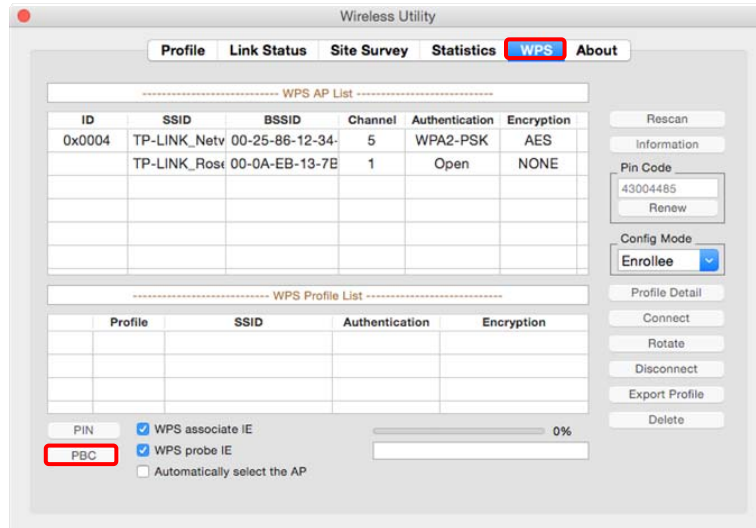 Wireless Utility
Profile Link Status Site Survey Statistics WPS About
---------------------------- WPS AP List ----------------------------
ID SSID BSSID Channel Authentication Encryption
0x0004 TP-LINK_Netv 00-25-86-12-34- 5 WPA2-PSK AES
TP-LINK_Rose 00-0A-EB-13-7B 1 Open NONE
Rescan
Information
Pin Code
43004485
Renew
Config Mode
Enrollee
---------------------------- WPS Profile List ----------------------------
Profile SSID Authentication Encryption
Profile Detail
Connect
Rotate
Disconnect
Export Profile
Delete
PIN WPS associate IE 0%
PBC WPS probe IE
Automatically select the AP